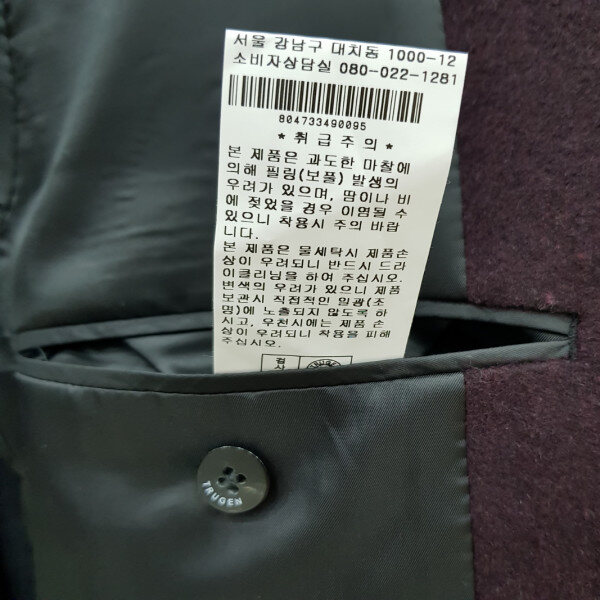 서울 강남구 대치동 1000-12
소비자상담실 080-022-1281
804733490095
*취급주의*
본 제품은 과도한 마찰에
의해 필링(보풀) 발생의
우려가 있으며, 땀이나 비
에 젖었을 경우 이염될 수
있으니 착용시 주의 바랍
니다.
본 제품은 물세탁시 제품손
상이 우려되니 반드시 드라
이클리닝을 하여 주십시오.
변색의 우려가 있으니 제품
보관시 직접적인 일광(조
명)에 노출되지 않도록 하
시고, 우천시에는 제품 손
상이 우려되니 착용을 피해
주십시오.
검
사
TRUGEN